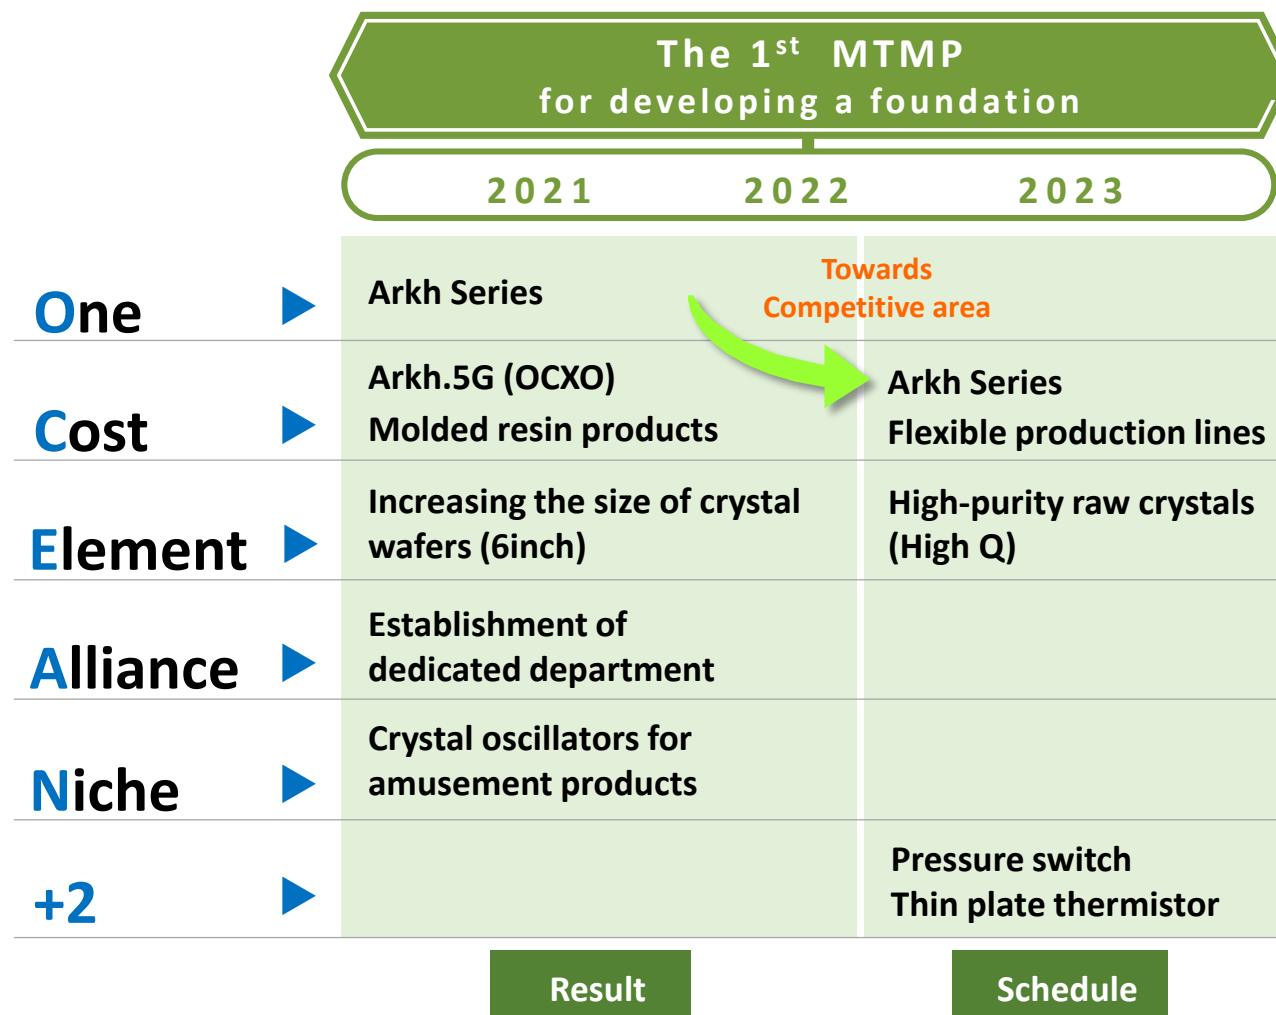 The 1st MTMP
for developing a foundation
2021 2022 2023
One
Arkh Series
Towards
Competitive area
Cost
Arkh.5G (OCXO)
Molded resin products
Arkh Series
Flexible production lines
Element
Increasing the size of crystal
wafers (6inch)
High-purity raw crystals
(High Q)
Alliance
Establishment of
dedicated department
Niche
Crystal oscillators for
amusement products
+2
Pressure switch
Thin plate thermistor
Result
Schedule